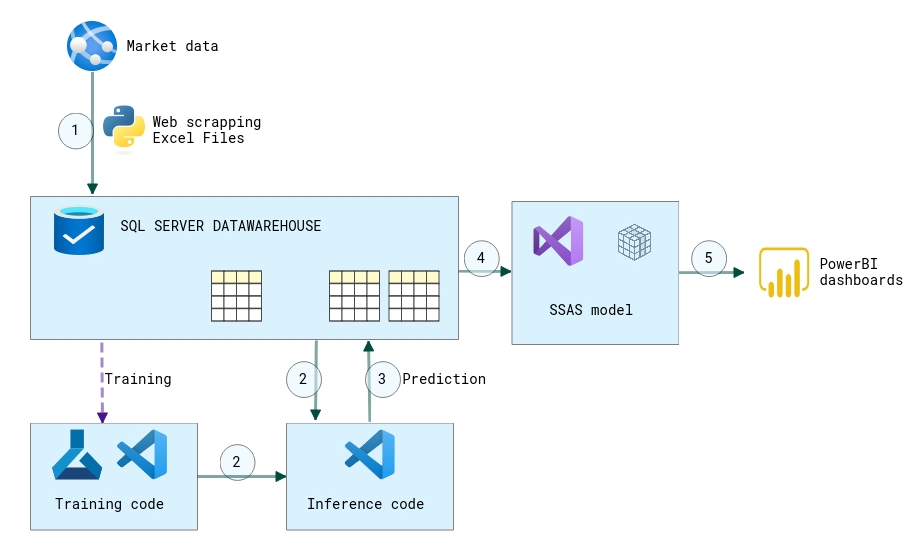 Market data
1
Web scrapping
Excel Files
SQL SERVER DATAWAREHOUSE
4
5
PowerBI
dashboards
SSAS model
Training
2
3
Prediction
2
Training code
Inference code